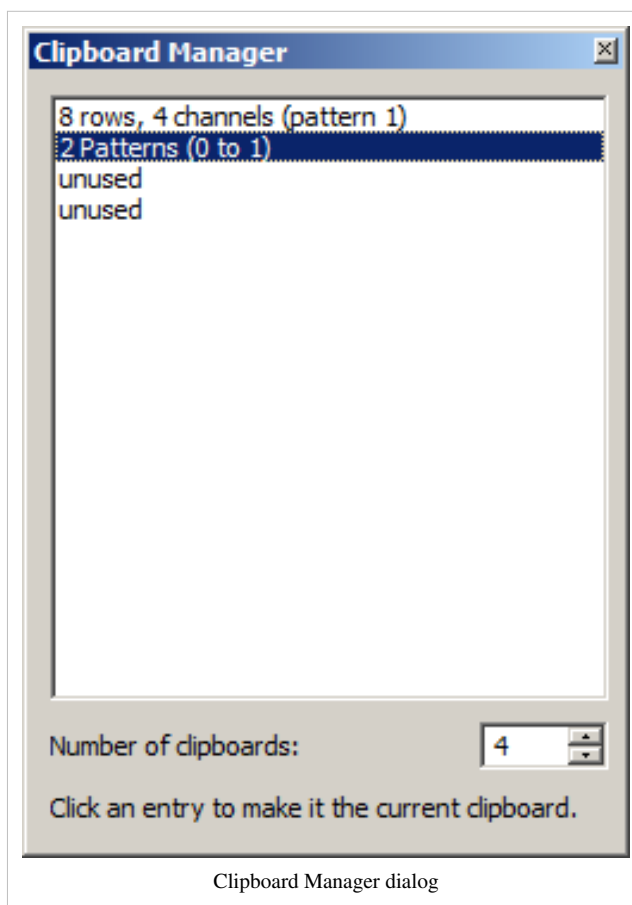 Clipboard Manager
8 rows, 4 channels (pattern 1)
2 Patterns (0 to 1)
unused
unused
Number of clipboards: 4
Click an entry to make it the current clipboard.
Clipboard Manager dialog